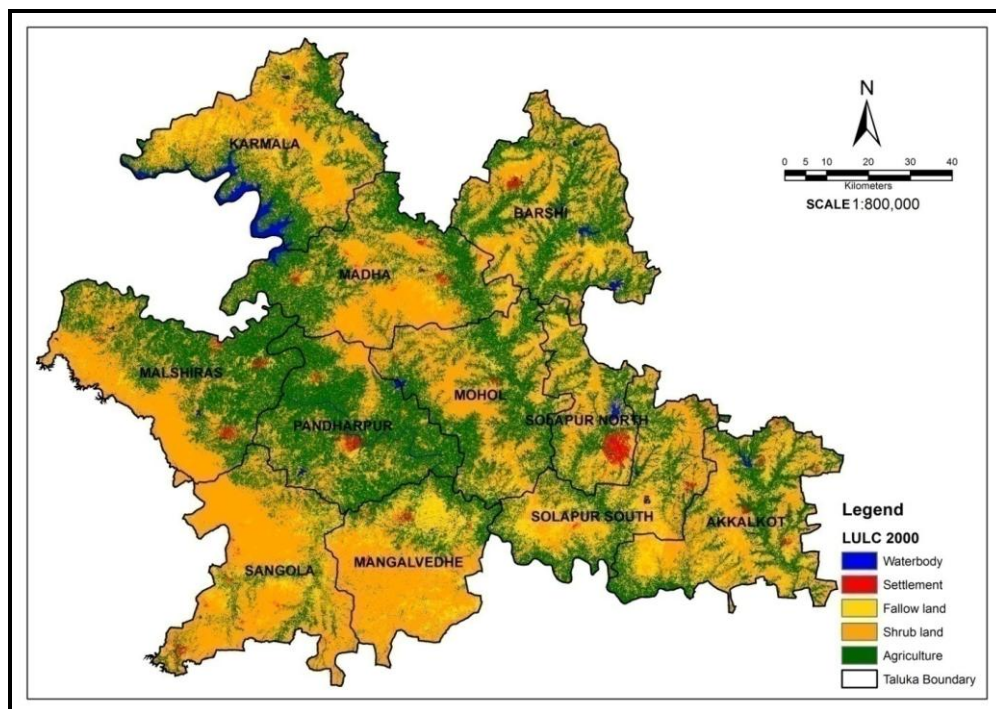 N
0 5 10 20 30 40
Kilometers
SCALE 1:800,000
KARMALA
BARSHI
MADHA
MALSHIRAS
MOHOL
PANDHARPUR
SOLAPUR NORTH
SOLAPUR SOUTH
AKKALKOT
SANGOLA
MANGALVEDHE
Legend
LULC 2000
Waterbody
Settlement
Fallow land
Shrub land
Agriculture
Taluka Boundary